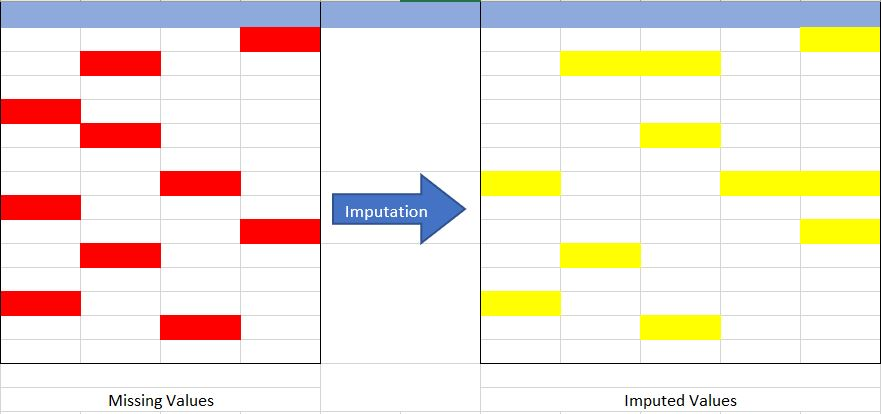 Imputation
Missing Values
Imputed Values